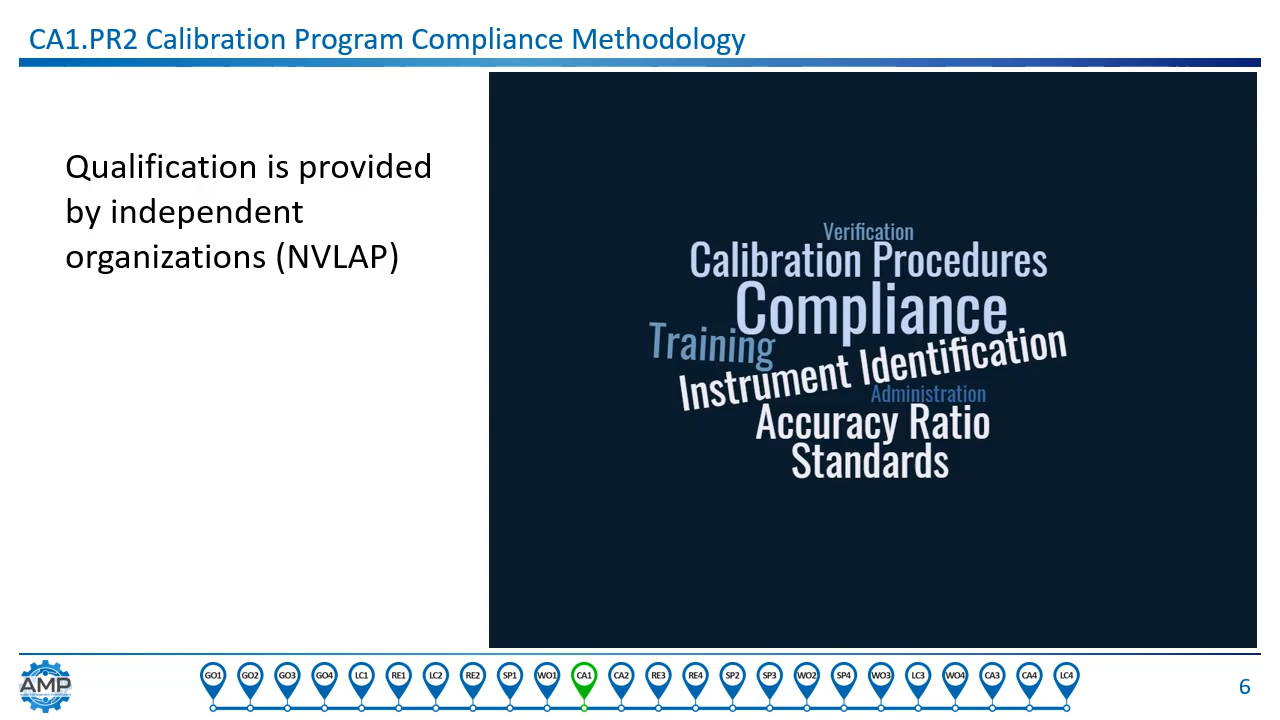 CA1.PR2 Calibration Program Compliance Methodology
Qualification is provided
by independent
organizations (NVLAP)
Verification
Calibration Procedures
Compliance
Training
Instrument Identification
Administration
Accuracy Ratio
Standards
AMP
GO1 GO2 GO3 GO4 LC1 RE1 LC2 RE2 SP1 WO1 CA1 CA2 RE3 RE4 SP2 SP3 WO2 SP4 WO3 LC3 WO4 CA3 CA4 LC4
6